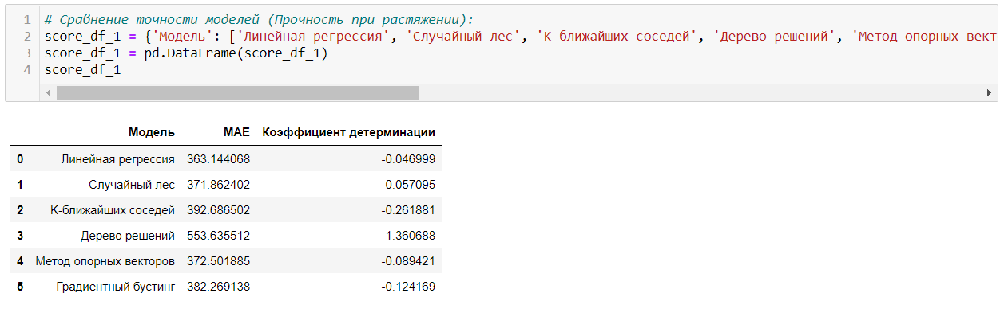 1 # Сравнение точности моделей (Прочность при растяжении):
2 score_df_1 = {'Модель': ['Линейная регрессия', 'Случайный лес', 'К-ближайших соседей', 'Дерево решений', 'Метод опорных вект
3 score_df_1 = pd.DataFrame(score_df_1)
4 score_df_1
Модель MAE Коэффициент детерминации
0 Линейная регрессия 363.144068 -0.046999
1 Случайный лес 371.862402 -0.057095
2 К-ближайших соседей 392.686502 -0.261881
3 Дерево решений 553.635512 -1.360688
4 Метод опорных векторов 372.501885 -0.089421
5 Градиентный бустинг 382.269138 -0.124169